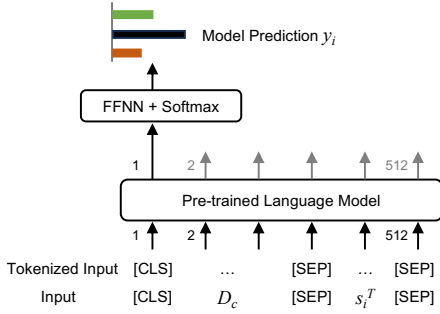 Model Prediction y_i
FFNN + Softmax
1 2 512
Pre-trained Language Model
1 2 512
Tokenized Input [CLS] ... [SEP] ... [SEP]
Input [CLS] D_c [SEP] s_i^T [SEP]